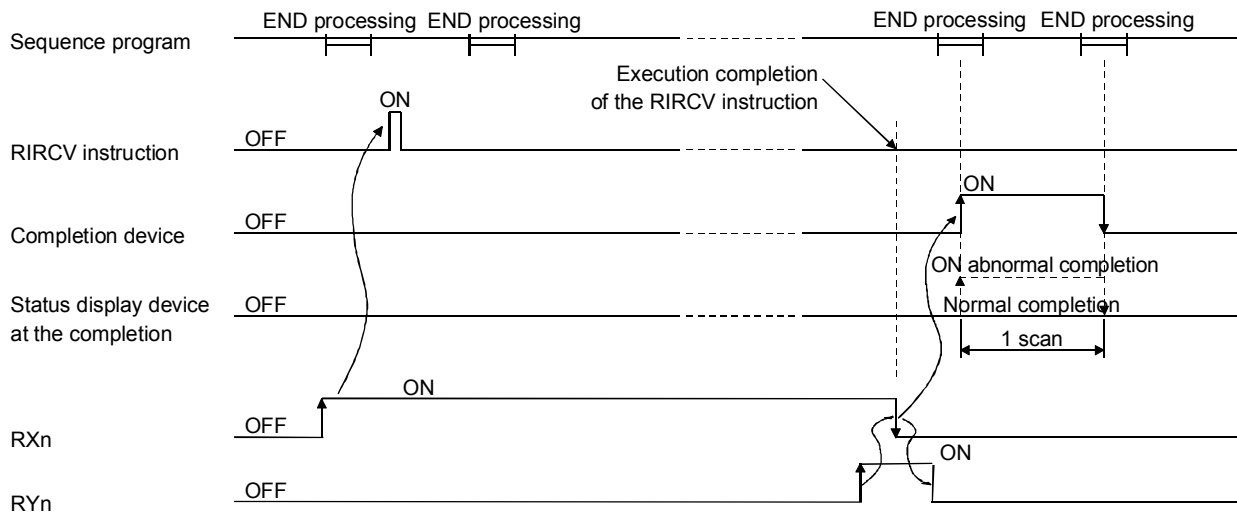 END processing END processing END processing END processing
Sequence program
Execution completion
of the RIRCV instruction
ON
OFF
RIRCV instruction
ON
OFF
Completion device
ON abnormal completion
Status display device
at the completion
OFF
Normal completion
1 scan
ON
OFF
RXn
ON
OFF
RYn